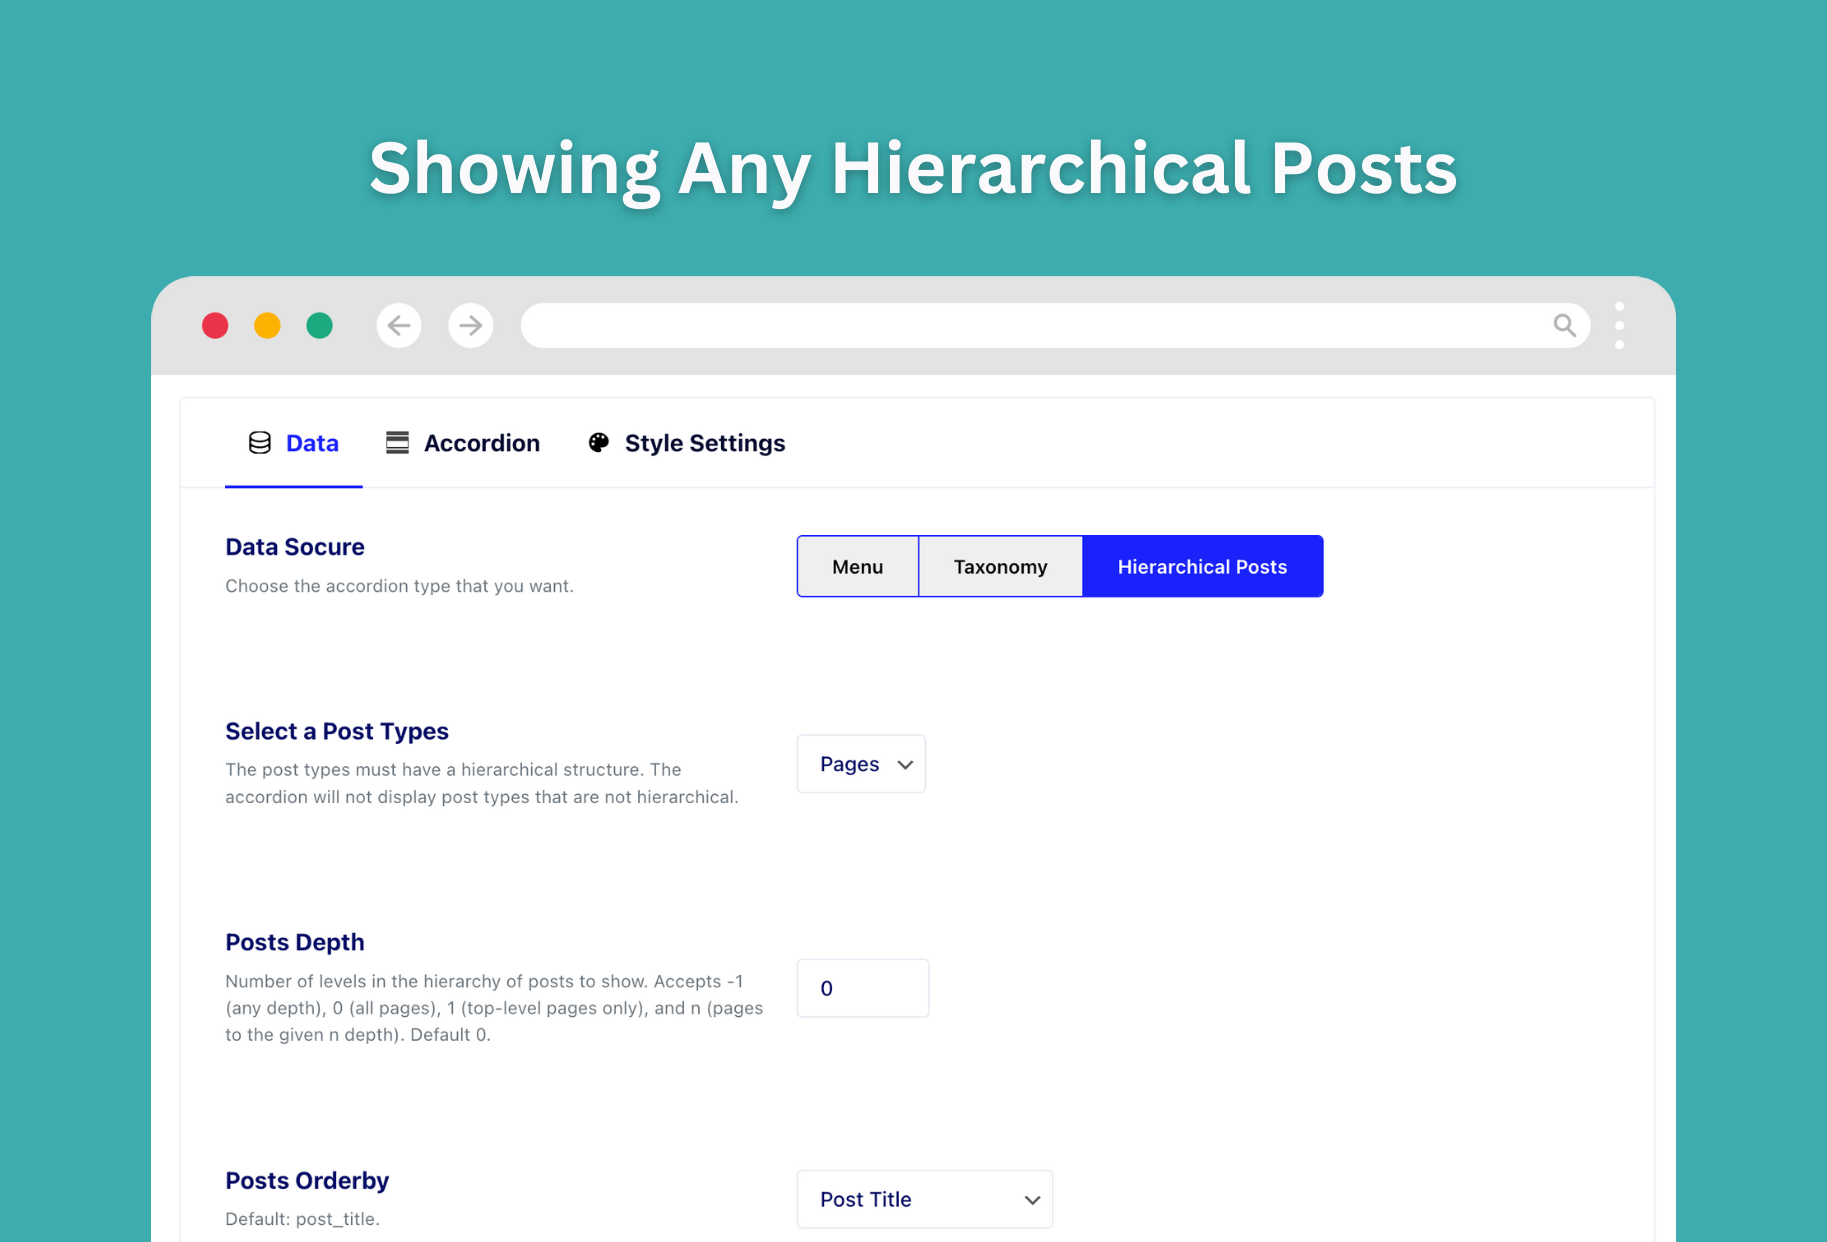 Showing Any Hierarchical Posts
Data
Accordion
Style Settings
Data Socure
Choose the accordion type that you want.
Menu
Taxonomy
Hierarchical Posts
Select a Post Types
The post types must have a hierarchical structure. The
accordion will not display post types that are not hierarchical.
Pages
Posts Depth
Number of levels in the hierarchy of posts to show. Accepts -1
(any depth), 0 (all pages), 1 (top-level pages only), and n (pages
to the given n depth). Default 0.
0
Posts Orderby
Default: post_title.
Post Title